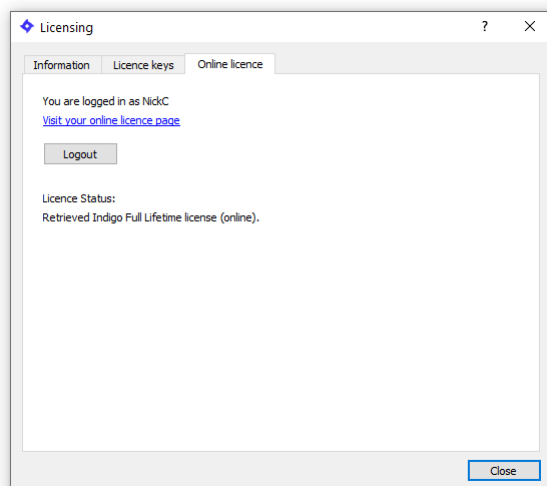 Licensing
?
Information Licence keys Online licence
You are logged in as NickC
Visit your online licence page
Logout
Licence Status:
Retrieved Indigo Full Lifetime license (online).
Close